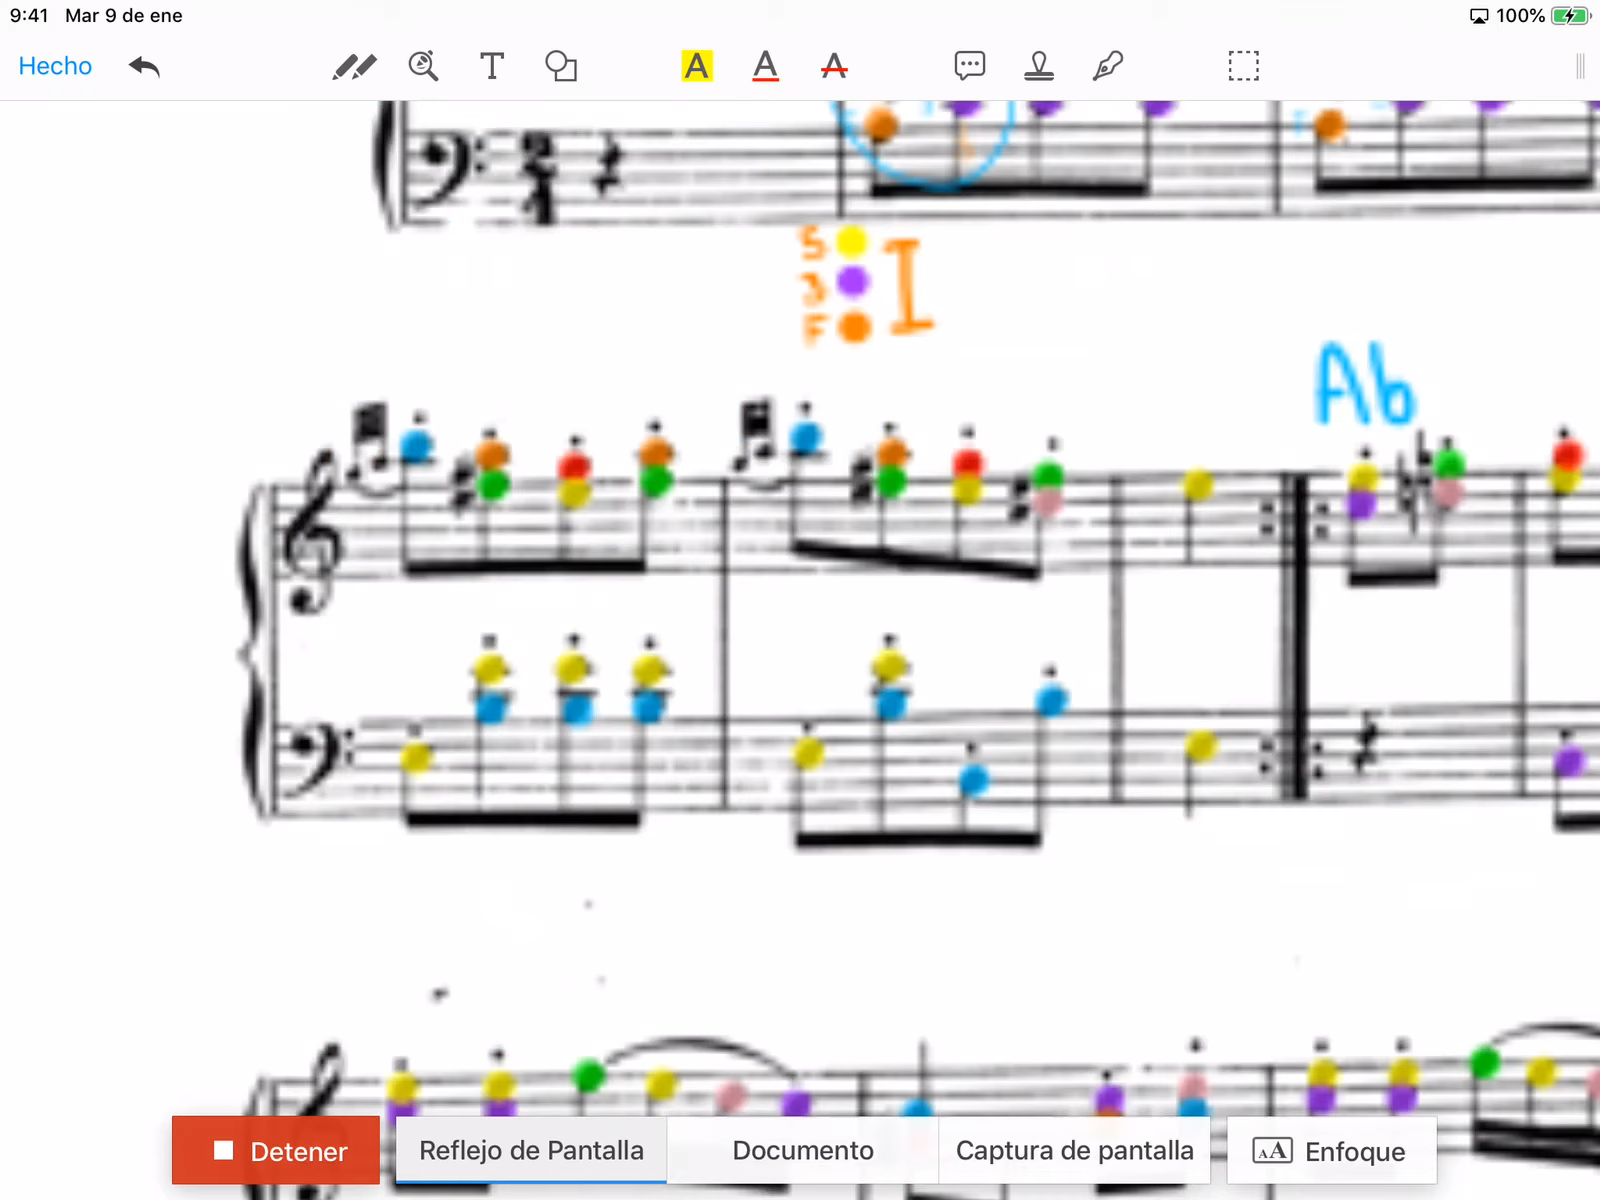 9:41 Mar 9 de ene 100%
Hecho T A A A
5
3 I
F
Ab
Detener Reflejo de Pantalla Documento Captura de pantalla AA Enfoque